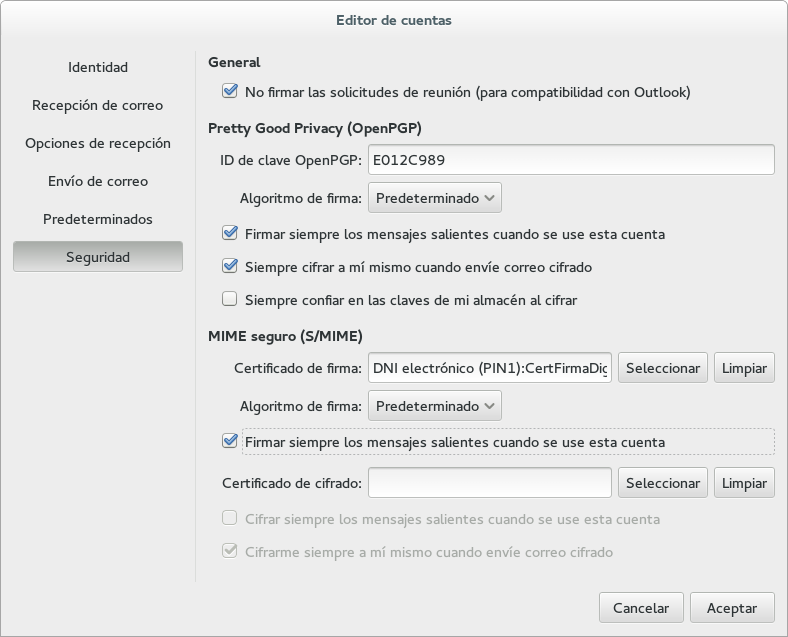 Editor de cuentas
Identidad
Recepción de correo
Opciones de recepción
Envío de correo
Predeterminados
Seguridad
General
No firmar las solicitudes de reunión (para compatibilidad con Outlook)
Pretty Good Privacy (OpenPGP)
ID de clave OpenPGP: E012C989
Algoritmo de firma: Predeterminado
Firmar siempre los mensajes salientes cuando se use esta cuenta
Siempre cifrar a mí mismo cuando envíe correo cifrado
Siempre confiar en las claves de mi almacén al cifrar
MIME seguro (S/MIME)
Certificado de firma: DNI electrónico (PIN1):CertFirmaDig Seleccionar Limpiar
Algoritmo de firma: Predeterminado
Firmar siempre los mensajes salientes cuando se use esta cuenta
Certificado de cifrado: Seleccionar Limpiar
Cifrar siempre los mensajes salientes cuando se use esta cuenta
Cifrarme siempre a mí mismo cuando envíe correo cifrado
Cancelar Aceptar